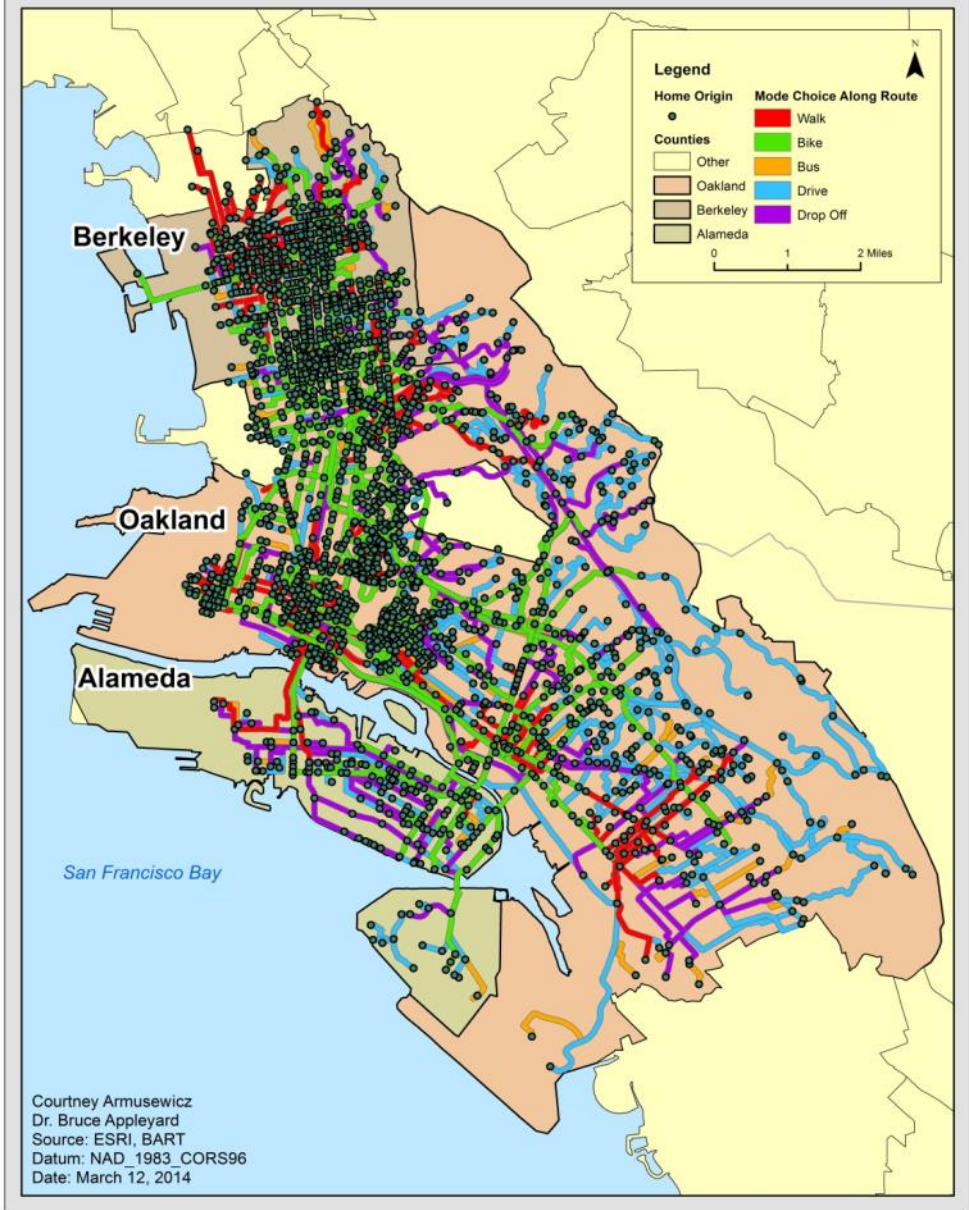 N
Legend
Home Origin
Counties
Other
Oakland
Berkeley
Alameda
Mode Choice Along Route
Walk
Bike
Bus
Drive
Drop Off
0 1 2 Miles
Berkeley
Oakland
Alameda
San Francisco Bay
Courtney Armusewicz
Dr. Bruce Appleyard
Source: ESRI, BART
Datum: NAD_1983_CORS96
Date: March 12, 2014